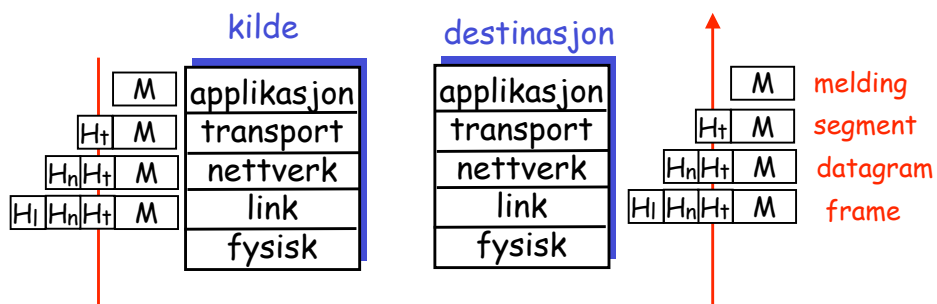 kilde destinasjon
M applikasjon applikasjon M melding
Ht M transport transport Ht M segment
Hn Ht M nettverk nettverk Hn Ht M datagram
Hl Hn Ht M link link Hl Hn Ht M frame
fysisk fysisk